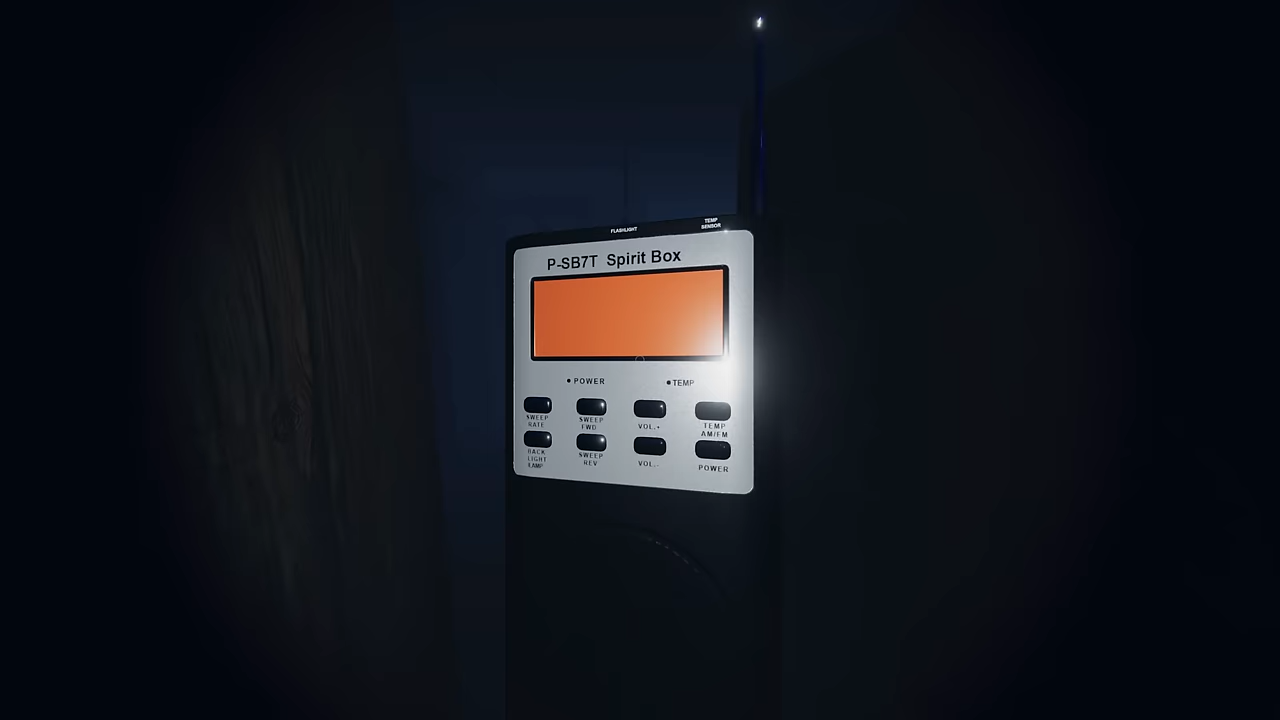 FLASHLIGHT
TEMP
SENSOR
P-SB7T Spirit Box
POWER
TEMP
SWEEP
RATE
SWEEP
FWD
VOL.+
TEMP
AM/FM
BACK
LIGHT
LAMP
SWEEP
REV
VOL.-
POWER